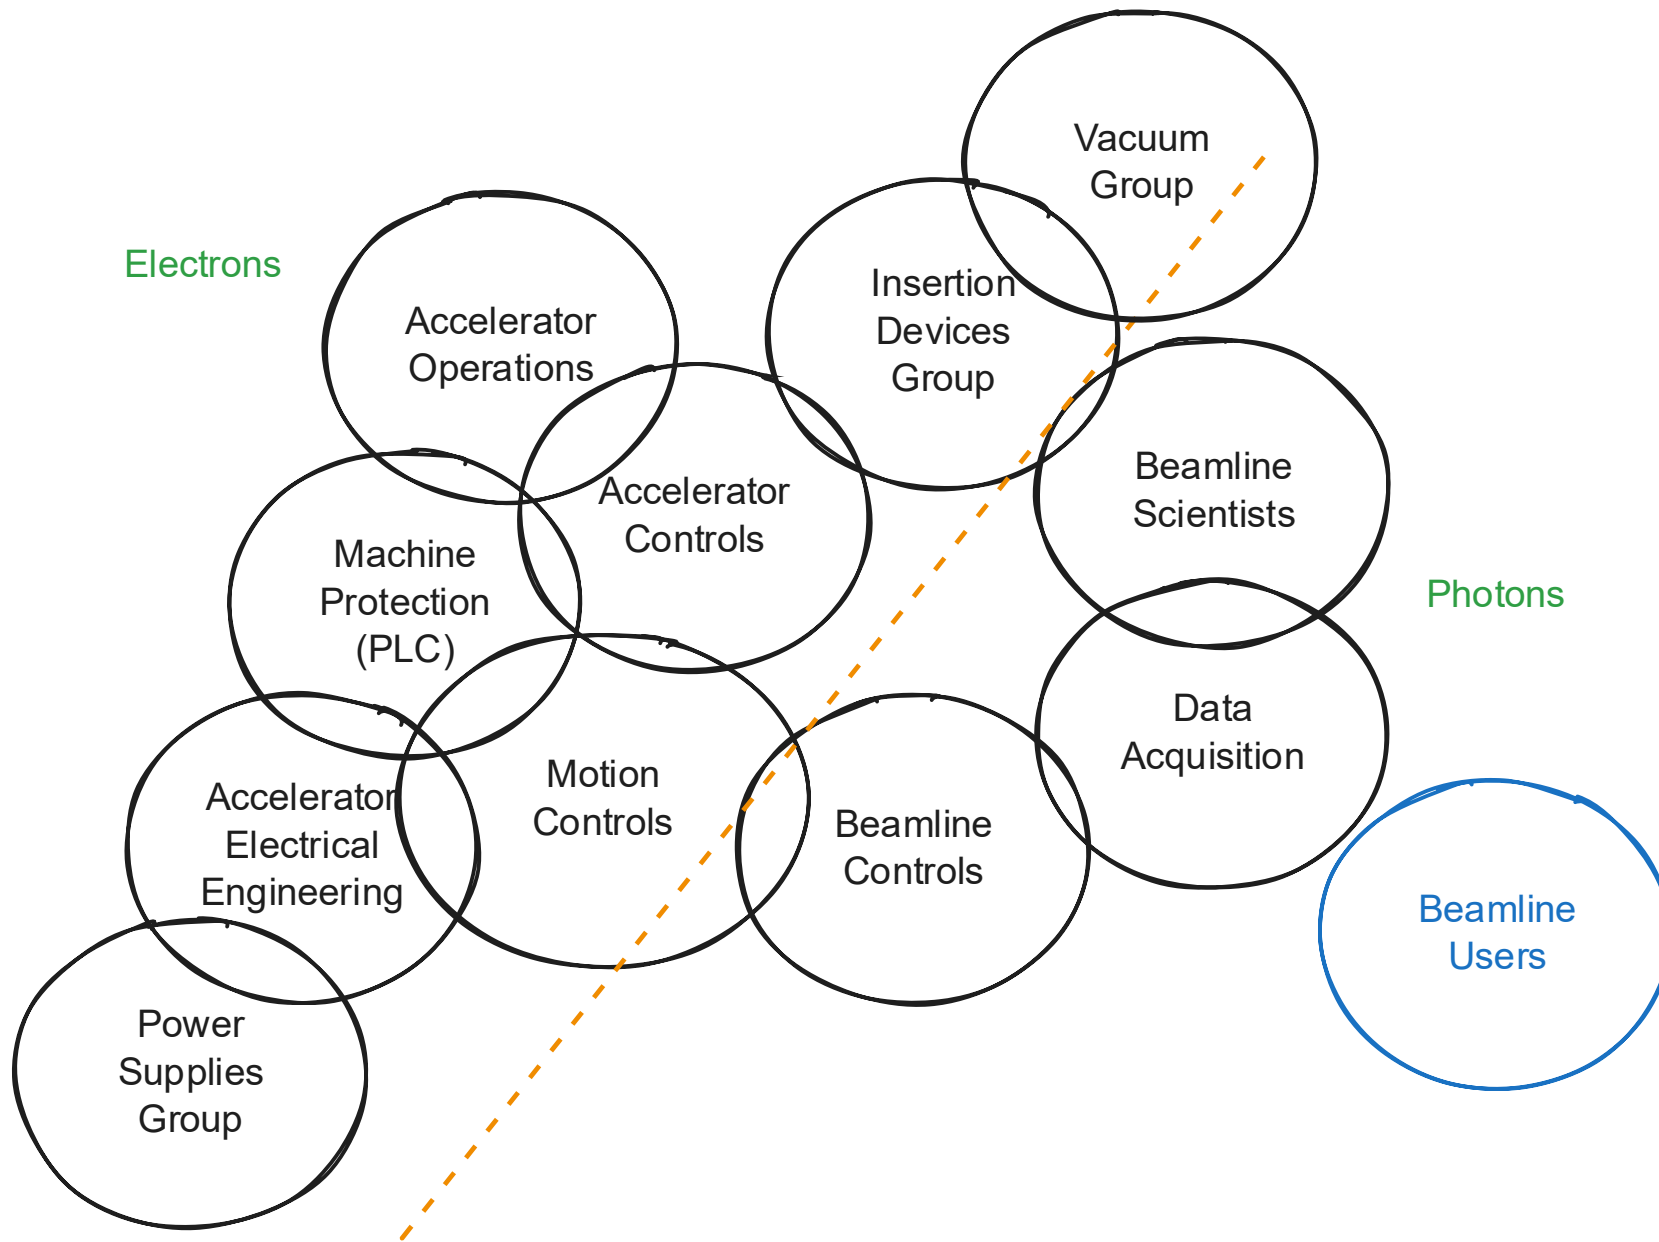 Vacuum
Group
Electrons
Insertion
Devices
Group
Accelerator
Operations
Beamline
Scientists
Accelerator
Controls
Machine
Protection
(PLC)
Photons
Data
Acquisition
Motion
Controls
Accelerator
Electrical
Engineering
Beamline
Controls
Beamline
Users
Power
Supplies
Group